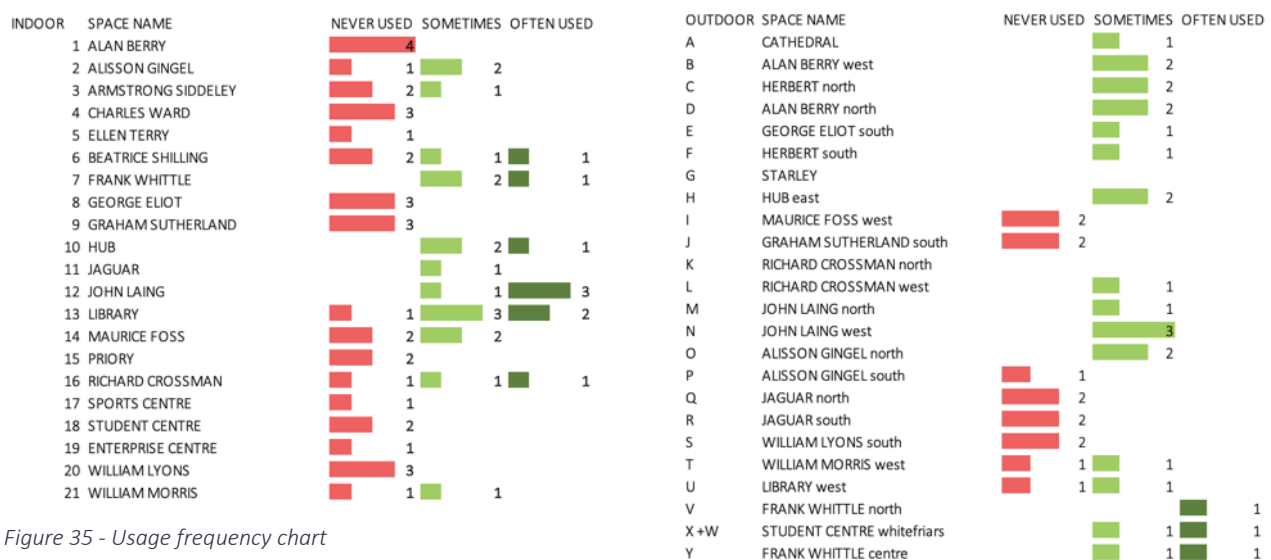 INDOOR SPACE NAME NEVER USED SOMETIMES OFTEN USED
1 ALAN BERRY 4
2 ALISSON GINGEL 1 2
3 ARMSTRONG SIDDELEY 2 1
4 CHARLES WARD 3
5 ELLEN TERRY 1
6 BEATRICE SHILLING 2 1 1
7 FRANK WHITTLE 2 1
8 GEORGE ELIOT 3
9 GRAHAM SUTHERLAND 3
10 HUB 2 1
11 JAGUAR 1
12 JOHN LAING 1 3
13 LIBRARY 1 3 2
14 MAURICE FOSS 2 2
15 PRIORY 2
16 RICHARD CROSSMAN 1 1 1
17 SPORTS CENTRE 1
18 STUDENT CENTRE 2
19 ENTERPRISE CENTRE 1
20 WILLIAM LYONS 3
21 WILLIAM MORRIS 1 1
Figure 35 - Usage frequency chart
OUTDOOR SPACE NAME NEVER USED SOMETIMES OFTEN USED
A CATHEDRAL 1
B ALAN BERRY west 2
C HERBERT north 2
D ALAN BERRY north 2
E GEORGE ELIOT south 1
F HERBERT south 1
G STARLEY
H HUB east 2
I MAURICE FOSS west 2
J GRAHAM SUTHERLAND south 2
K RICHARD CROSSMAN north
L RICHARD CROSSMAN west 1
M JOHN LAING north 1
N JOHN LAING west 3
O ALISSON GINGEL north 2
P ALISSON GINGEL south 1
Q JAGUAR north 2
R JAGUAR south 2
S WILLIAM LYONS south 2
T WILLIAM MORRIS west 1 1
U LIBRARY west 1 1
V FRANK WHITTLE north 1
X+W STUDENT CENTRE whitefriars 1 1
Y FRANK WHITTLE centre 1 1